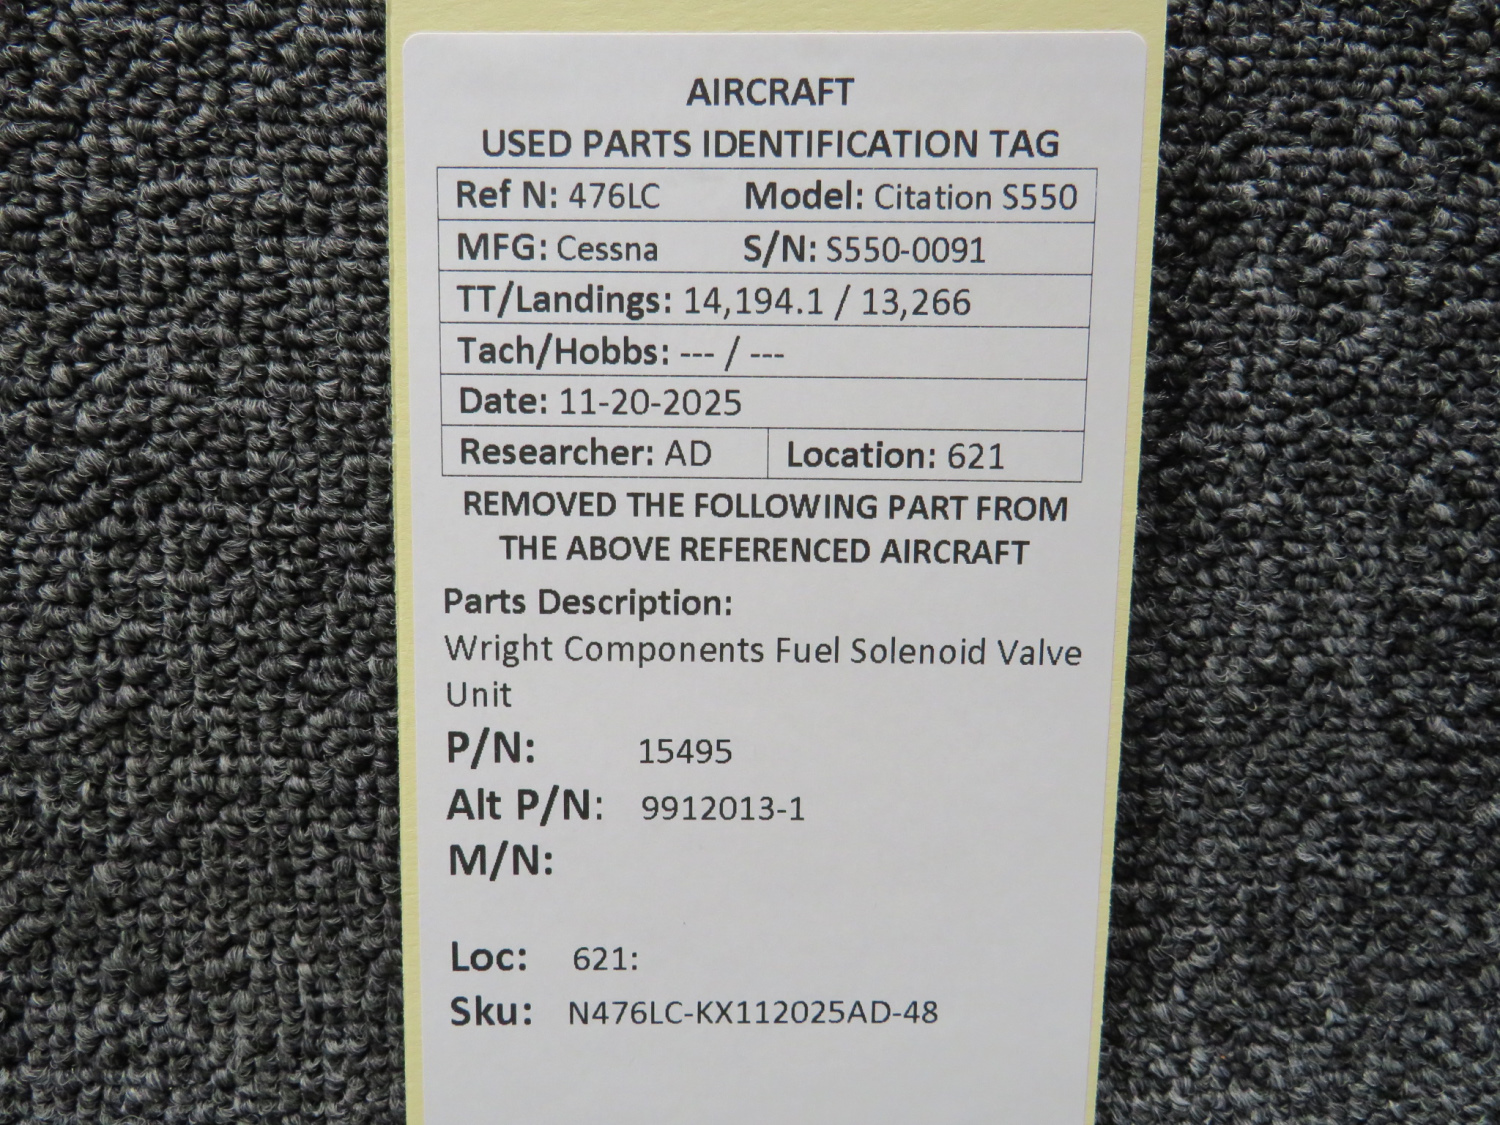 AIRCRAFT
USED PARTS IDENTIFICATION TAG
Ref N: 476LC Model: Citation S550
MFG: Cessna S/N: S550-0091
TT/Landings: 14,194.1 / 13,266
Tach/Hobbs: --- / ---
Date: 11-20-2025
Researcher: AD Location: 621
REMOVED THE FOLLOWING PART FROM
THE ABOVE REFERENCED AIRCRAFT
Parts Description:
Wright Components Fuel Solenoid Valve
Unit
P/N: 15495
Alt P/N: 9912013-1
M/N:
Loc: 621:
Sku: N476LC-KX112025AD-48